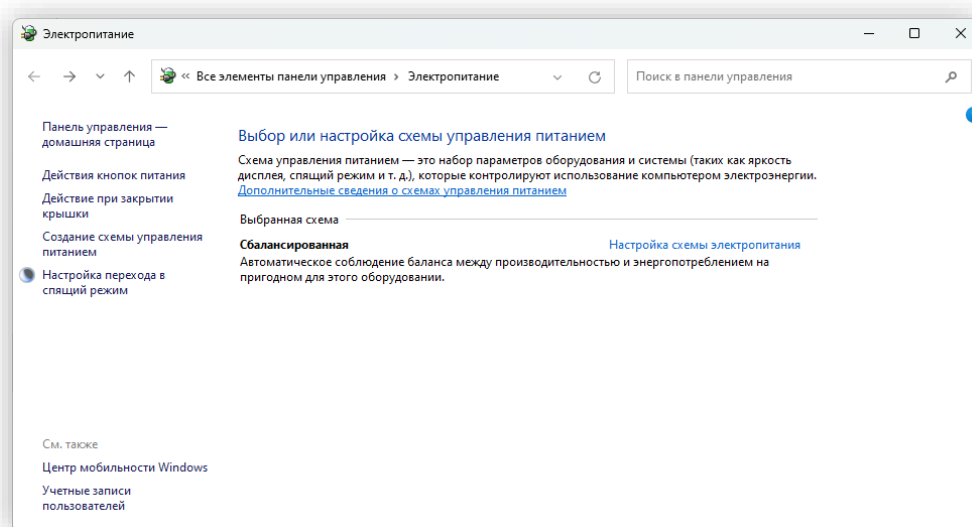 Электропитание
« Все элементы панели управления › Электропитание
Поиск в панели управления
Панель управления —
домашняя страница
Действия кнопок питания
Действие при закрытии
крышки
Создание схемы управления
питанием
Настройка перехода в
спящий режим
Выбор или настройка схемы управления питанием
Схема управления питанием — это набор параметров оборудования и системы (таких как яркость
дисплея, спящий режим и т. д.), которые контролируют использование компьютером электроэнергии.
Дополнительные сведения о схемах управления питанием
Выбранная схема
Сбалансированная Настройка схемы электропитания
Автоматическое соблюдение баланса между производительностью и энергопотреблением на
пригодном для этого оборудовании.
См. также
Центр мобильности Windows
Учетные записи
пользователей